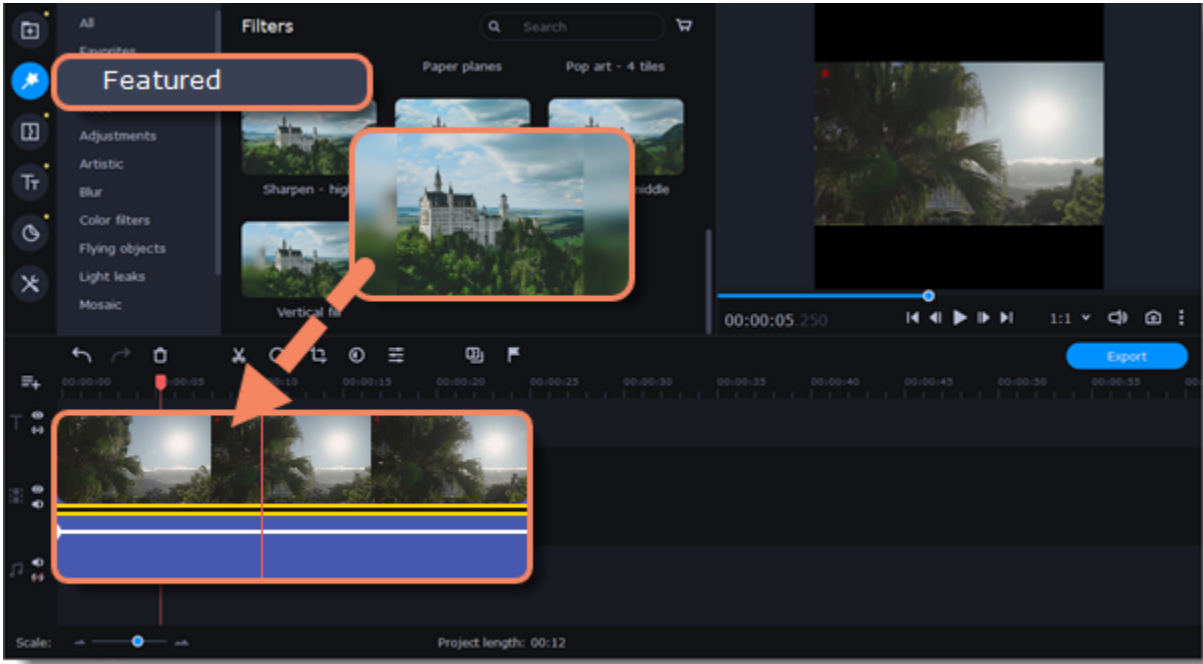 All
Filters
Search
Favorites
Featured
Paper planes
Pop art - 4 tiles
Adjustments
Artistic
Blur
Color filters
Flying objects
Light leaks
Mosaic
Sharpen - hig
middle
Vertical fil
00:00:05.250
1:1
Export
00:00:00
00:00:05
00:00:15
00:00:20
00:00:25
00:00:30
00:00:35
00:00:40
00:00:45
00:00:50
00:00:55
Scale:
Project length: 00:12